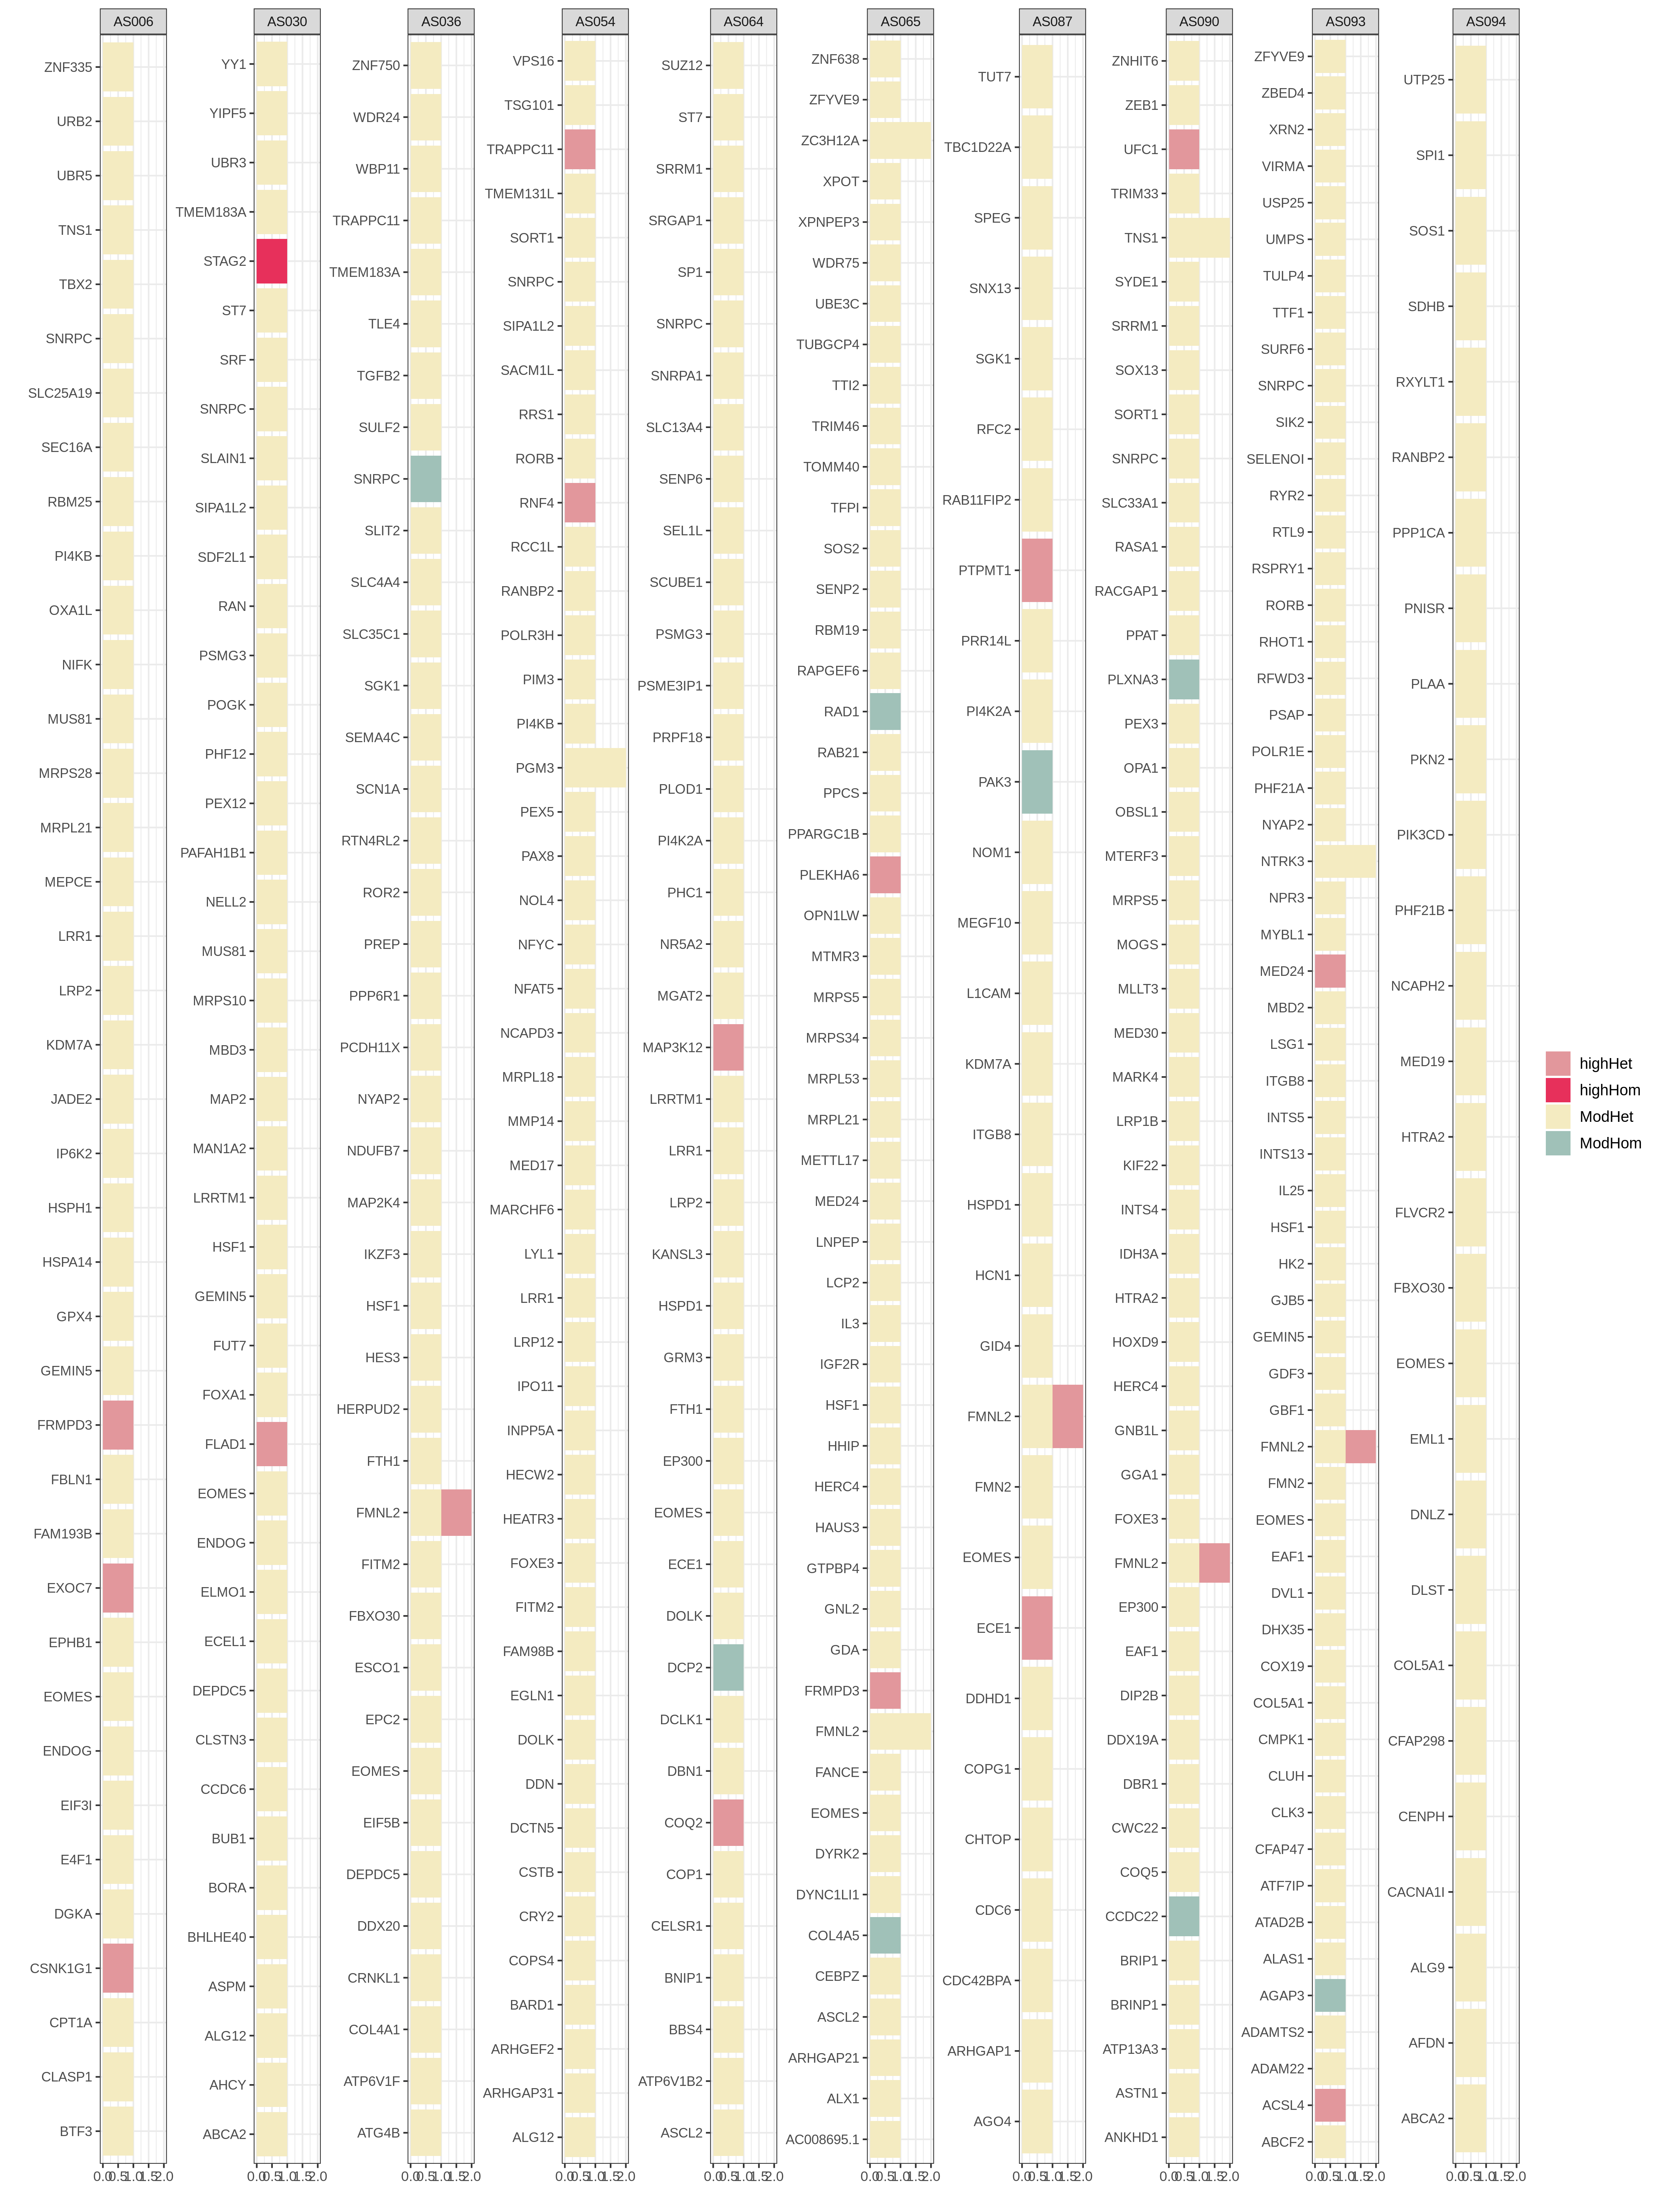 AS006
ZNF335
URB2
UBR5
TNS1
TBX2
SNRPC
SLC25A19
SEC16A
RBM25
PI4KB
OXA1L
NIFK
MUS81
MRPS28
MRPL21
MEPCE
LRR1
LRP2
KDM7A
JADE2
IP6K2
HSPH1
HSPA14
GPX4
GEMIN5
FRMPD3
FBLN1
FAM193B
EXOC7
EPHB1
EOMES
ENDOG
EIF3I
E4F1
DGKA
CSNK1G1
CPT1A
CLASP1
BTF3
0.0 0.5 1.0 1.5 2.0
AS030
YY1
YIPF5
UBR3
TMEM183A
STAG2
ST7
SRF
SNRPC
SLAIN1
SIPA1L2
SDF2L1
RAN
PSMG3
POGK
PHF12
PEX12
PAFAH1B1
NELL2
MUS81
MRPS10
MBD3
MAP2
MAN1A2
LRRTM1
HSF1
GEMIN5
FUT7
FOXA1
FLAD1
EOMES
ENDOG
ELMO1
ECEL1
DEPDC5
CLSTN3
CCDC6
BUB1
BORA
BHLHE40
ASPM
ALG12
AHCY
ABCA2
0.0 0.5 1.0 1.5 2.0
AS036
ZNF750
WDR24
WBP11
TRAPPC11
TMEM183A
TLE4
TGFB2
SULF2
SNRPC
SLIT2
SLC4A4
SLC35C1
SGK1
SEMA4C
SCN1A
RTN4RL2
ROR2
PREP
PPP6R1
PCDH11X
NYAP2
NDUFB7
MAP2K4
IKZF3
HSF1
HES3
HERPUD2
FTH1
FMNL2
FITM2
FBXO30
ESCO1
EPC2
EOMES
EIF5B
DEPDC5
DDX20
CRNKL1
COL4A1
ATP6V1F
ATG4B
0.0 0.5 1.0 1.5 2.0
AS054
VPS16
TSG101
TRAPPC11
TMEM131L
SORT1
SNRPC
SIPA1L2
SACM1L
RRS1
RORB
RNF4
RCC1L
RANBP2
POLR3H
PIM3
PI4KB
PGM3
PEX5
PAX8
NOL4
NFYC
NFAT5
NCAPD3
MRPL18
MMP14
MED17
MARCHF6
LYL1
LRR1
LRP12
IPO11
INPP5A
HECW2
HEATR3
FOXE3
FITM2
FAM98B
EGLN1
DOLK
DDN
DCTN5
CSTB
CRY2
COPS4
BARD1
ARHGEF2
ARHGAP31
ALG12
0.0 0.5 1.0 1.5 2.0
AS064
SUZ12
ST7
SRRM1
SRGAP1
SP1
SNRPC
SNRPA1
SLC13A4
SENP6
SEL1L
SCUBE1
PSMG3
PSME3IP1
PRPF18
PLOD1
PI4K2A
PHC1
NR5A2
MGAT2
MAP3K12
LRRTM1
LRR1
LRP2
KANSL3
HSPD1
GRM3
FTH1
EP300
EOMES
ECE1
DOLK
DCP2
DCLK1
DBN1
COQ2
COP1
CELSR1
BNIP1
BBS4
ATP6V1B2
ASCL2
0.0 0.5 1.0 1.5 2.0
AS065
ZNF638
ZFYVE9
ZC3H12A
XPOT
XPNPEP3
WDR75
UBE3C
TUBGCP4
TTI2
TRIM46
TOMM40
TFPI
SOS2
SENP2
RBM19
RAPGEF6
RAD1
RAB21
PPCS
PPARGC1B
PLEKHA6
OPN1LW
MTMR3
MRPS5
MRPS34
MRPL53
MRPL21
METTL17
MED24
LNPEP
LCP2
IL3
IGF2R
HSF1
HHIP
HERC4
HAUS3
GTPBP4
GNL2
GDA
FRMPD3
FMNL2
FANCE
EOMES
DYRK2
DYNC1LI1
COL4A5
CEBPZ
ASCL2
ARHGAP21
ALX1
AC008695.1
0.0 0.5 1.0 1.5 2.0
AS087
TUT7
TBC1D22A
SPEG
SNX13
SGK1
RFC2
RAB11FIP2
PTPMT1
PRR14L
PI4K2A
PAK3
NOM1
MEGF10
L1CAM
KDM7A
ITGB8
HSPD1
HCN1
GID4
FMNL2
FMN2
EOMES
ECE1
DDHD1
COPG1
CHTOP
CDC6
CDC42BPA
ARHGAP1
AGO4
0.0 0.5 1.0 1.5 2.0
AS090
ZNHIT6
ZEB1
UFC1
TRIM33
TNS1
SYDE1
SRRM1
SOX13
SORT1
SNRPC
SLC33A1
RASA1
RACGAP1
PPAT
PLXNA3
PEX3
OPA1
OBSL1
MTERF3
MRPS5
MOGS
MLLT3
MED30
MARK4
LRP1B
KIF22
INTS4
IDH3A
HTRA2
HOXD9
HERC4
GNB1L
GGA1
FOXE3
FMNL2
EP300
EAF1
DIP2B
DDX19A
DBR1
CWC22
COQ5
CCDC22
BRIP1
BRINP1
ATP13A3
ASTN1
ANKHD1
0.0 0.5 1.0 1.5 2.0
AS093
ZFYVE9
ZBED4
XRN2
VIRMA
USP25
UMPS
TULP4
TTF1
SURF6
SNRPC
SIK2
SELENOI
RYR2
RTL9
RSPRY1
RORB
RHOT1
RFWD3
PSAP
POLR1E
PHF21A
NYAP2
NTRK3
NPR3
MYBL1
MED24
MBD2
LSG1
ITGB8
INTS5
INTS13
IL25
HSF1
HK2
GJB5
GEMIN5
GDF3
GBF1
FMNL2
FMN2
EOMES
EAF1
DVL1
DHX35
COX19
COL5A1
CMPK1
CLUH
CLK3
CFAP47
ATF7IP
ATAD2B
ALAS1
AGAP3
ADAMTS2
ADAM22
ACSL4
ABCF2
0.0 0.5 1.0 1.5 2.0
AS094
UTP25
SPI1
SOS1
SDHB
RXYLT1
RANBP2
PPP1CA
PNISR
PLAA
PKN2
PIK3CD
PHF21B
NCAPH2
MED19
HTRA2
FLVCR2
FBXO30
EOMES
EML1
DNLZ
DLST
COL5A1
CFAP298
CENPH
CACNA1I
ALG9
AFDN
ABCA2
0.0 0.5 1.0 1.5 2.0
highHet
highHom
ModHet
ModHom